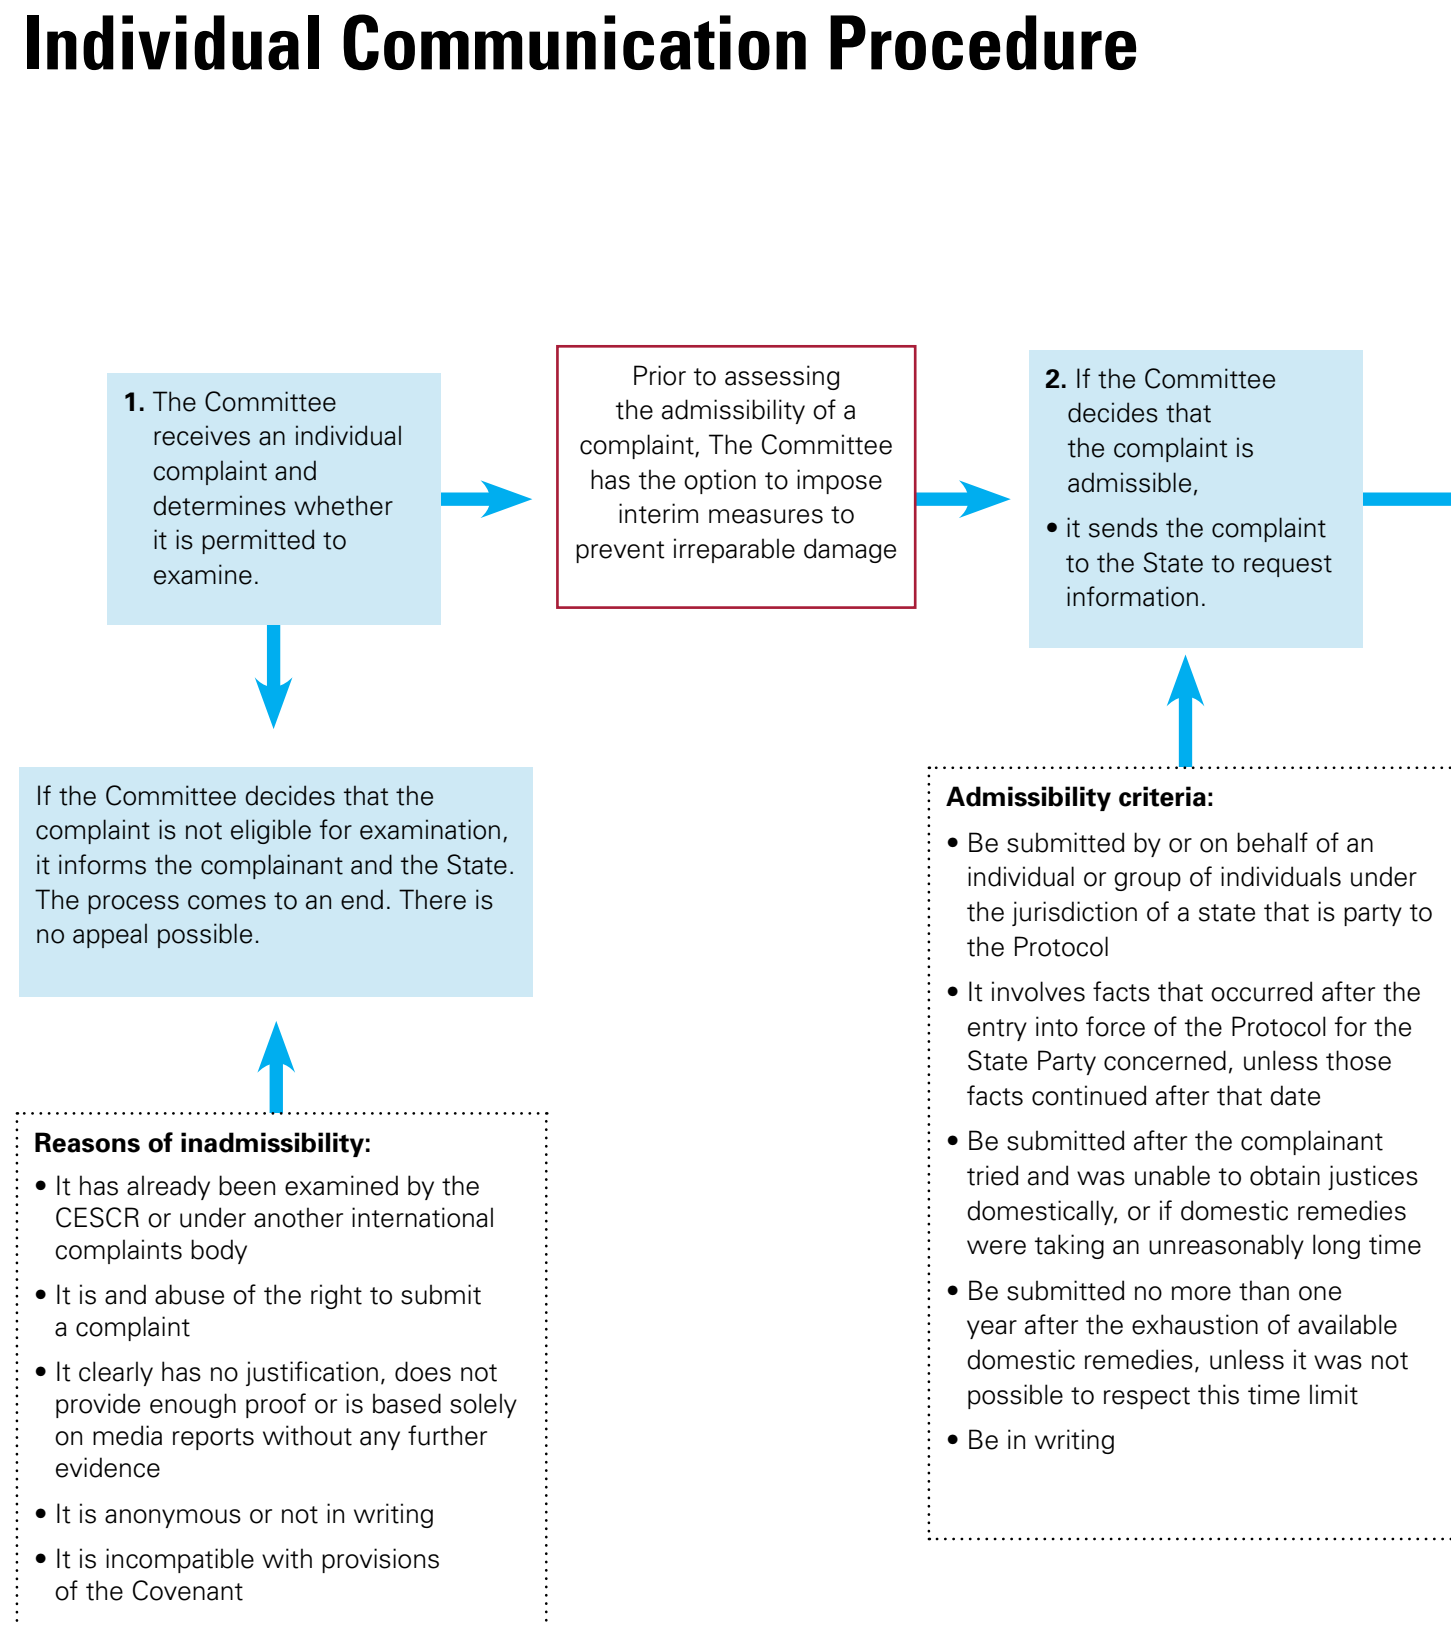 Individual Communication Procedure
1. The Committee
receives an individual
complaint and
determines whether
it is permitted to
examine.
Prior to assessing
the admissibility of a
complaint, The Committee
has the option to impose
interim measures to
prevent irreparable damage
2. If the Committee
decides that
the complaint is
admissible,
• it sends the complaint
to the State to request
information.
If the Committee decides that the
complaint is not eligible for examination,
it informs the complainant and the State.
The process comes to an end. There is
no appeal possible.
Reasons of inadmissibility:
• It has already been examined by the
CESCR or under another international
complaints body
• It is and abuse of the right to submit
a complaint
• It clearly has no justification, does not
provide enough proof or is based solely
on media reports without any further
evidence
• It is anonymous or not in writing
• It is incompatible with provisions
of the Covenant
Admissibility criteria:
• Be submitted by or on behalf of an
individual or group of individuals under
the jurisdiction of a state that is party to
the Protocol
• It involves facts that occurred after the
entry into force of the Protocol for the
State Party concerned, unless those
facts continued after that date
• Be submitted after the complainant
tried and was unable to obtain justices
domestically, or if domestic remedies
were taking an unreasonably long time
• Be submitted no more than one
year after the exhaustion of available
domestic remedies, unless it was not
possible to respect this time limit
• Be in writing